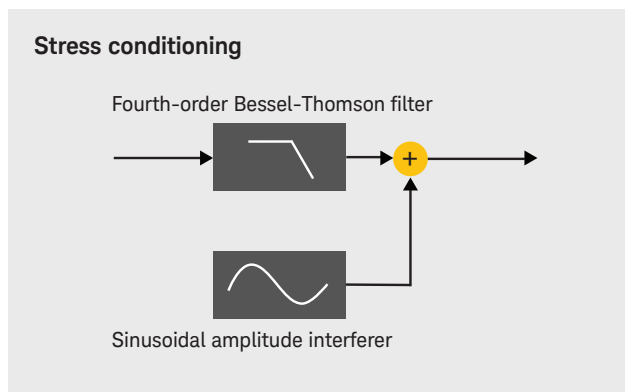 Stress conditioning
Fourth-order Bessel-Thomson filter
+
Sinusoidal amplitude interferer